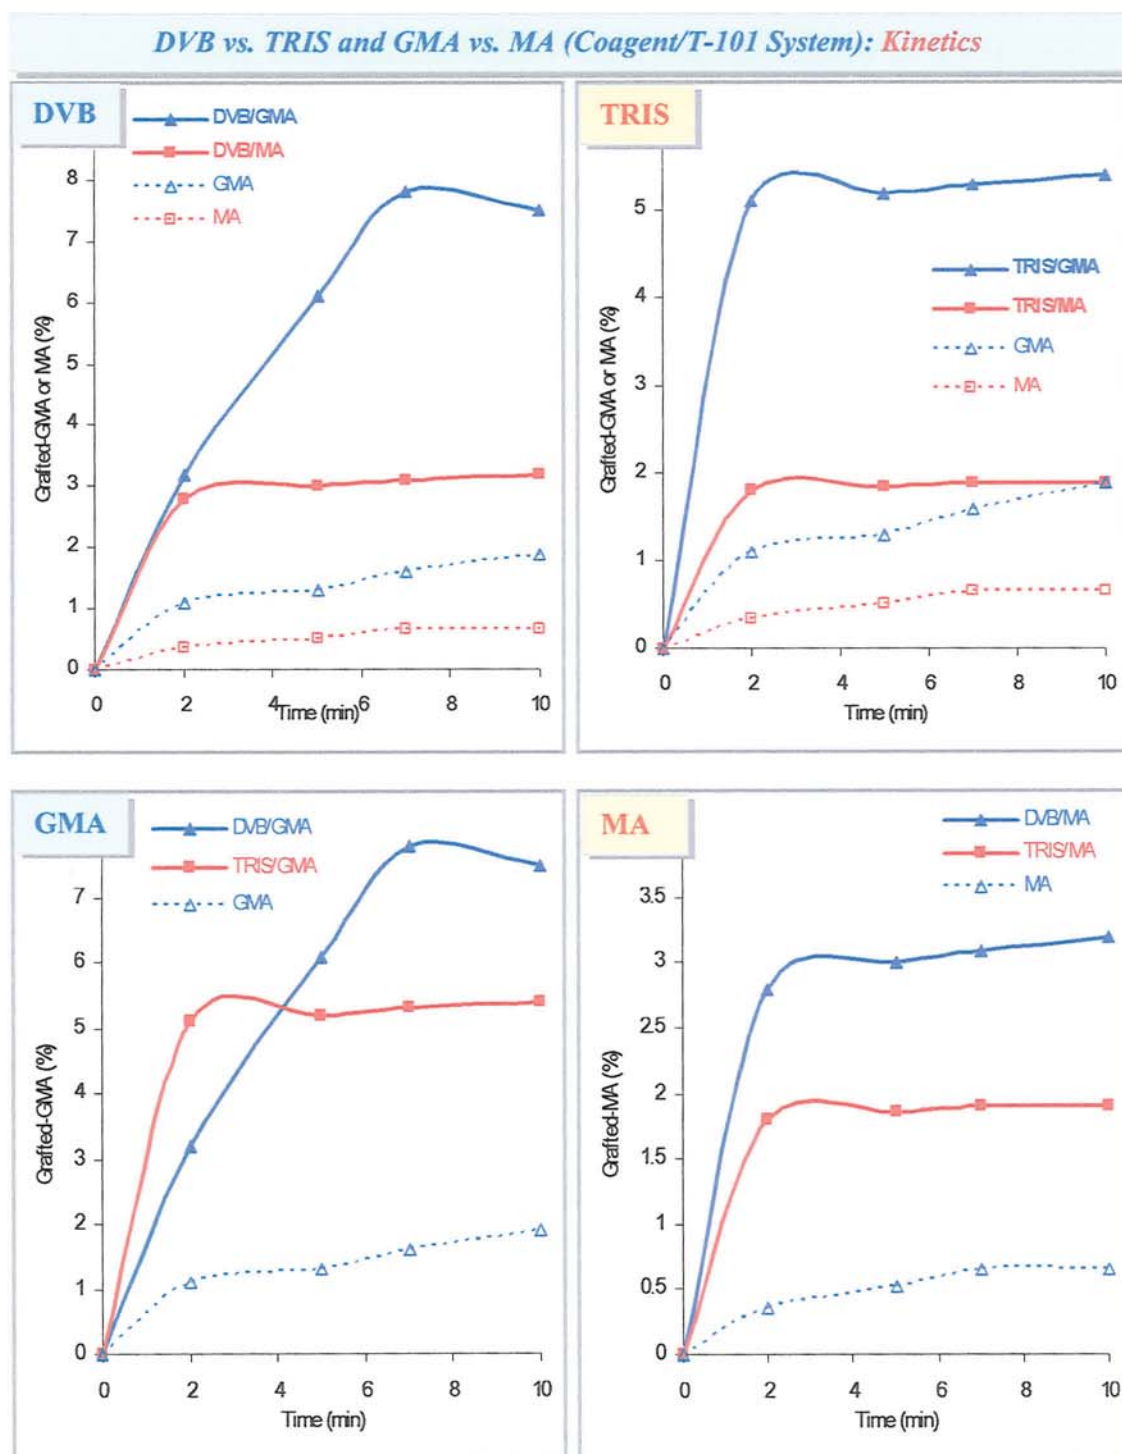 DVB vs. TRIS and GMA vs. MA (Coagent/T-101 System): Kinetics
DVB
DVB/GMA
DVB/MA
GMA
MA
8
7
6
5
4
3
2
1
0
Grafted-GMA or MA (%)
0 2 4 6 8 10
Time (min)
TRIS
TRIS/GMA
TRIS/MA
GMA
MA
5
4
3
2
1
0
Grafted-GMA or MA (%)
0 2 4 6 8 10
Time (min)
GMA
DVB/GMA
TRIS/GMA
GMA
7
6
5
4
3
2
1
0
Grafted-GMA (%)
0 2 4 6 8 10
Time (min)
MA
DVB/MA
TRIS/MA
MA
3.5
3
2.5
2
1.5
1
0.5
0
Grafted-MA (%)
0 2 4 6 8 10
Time (min)